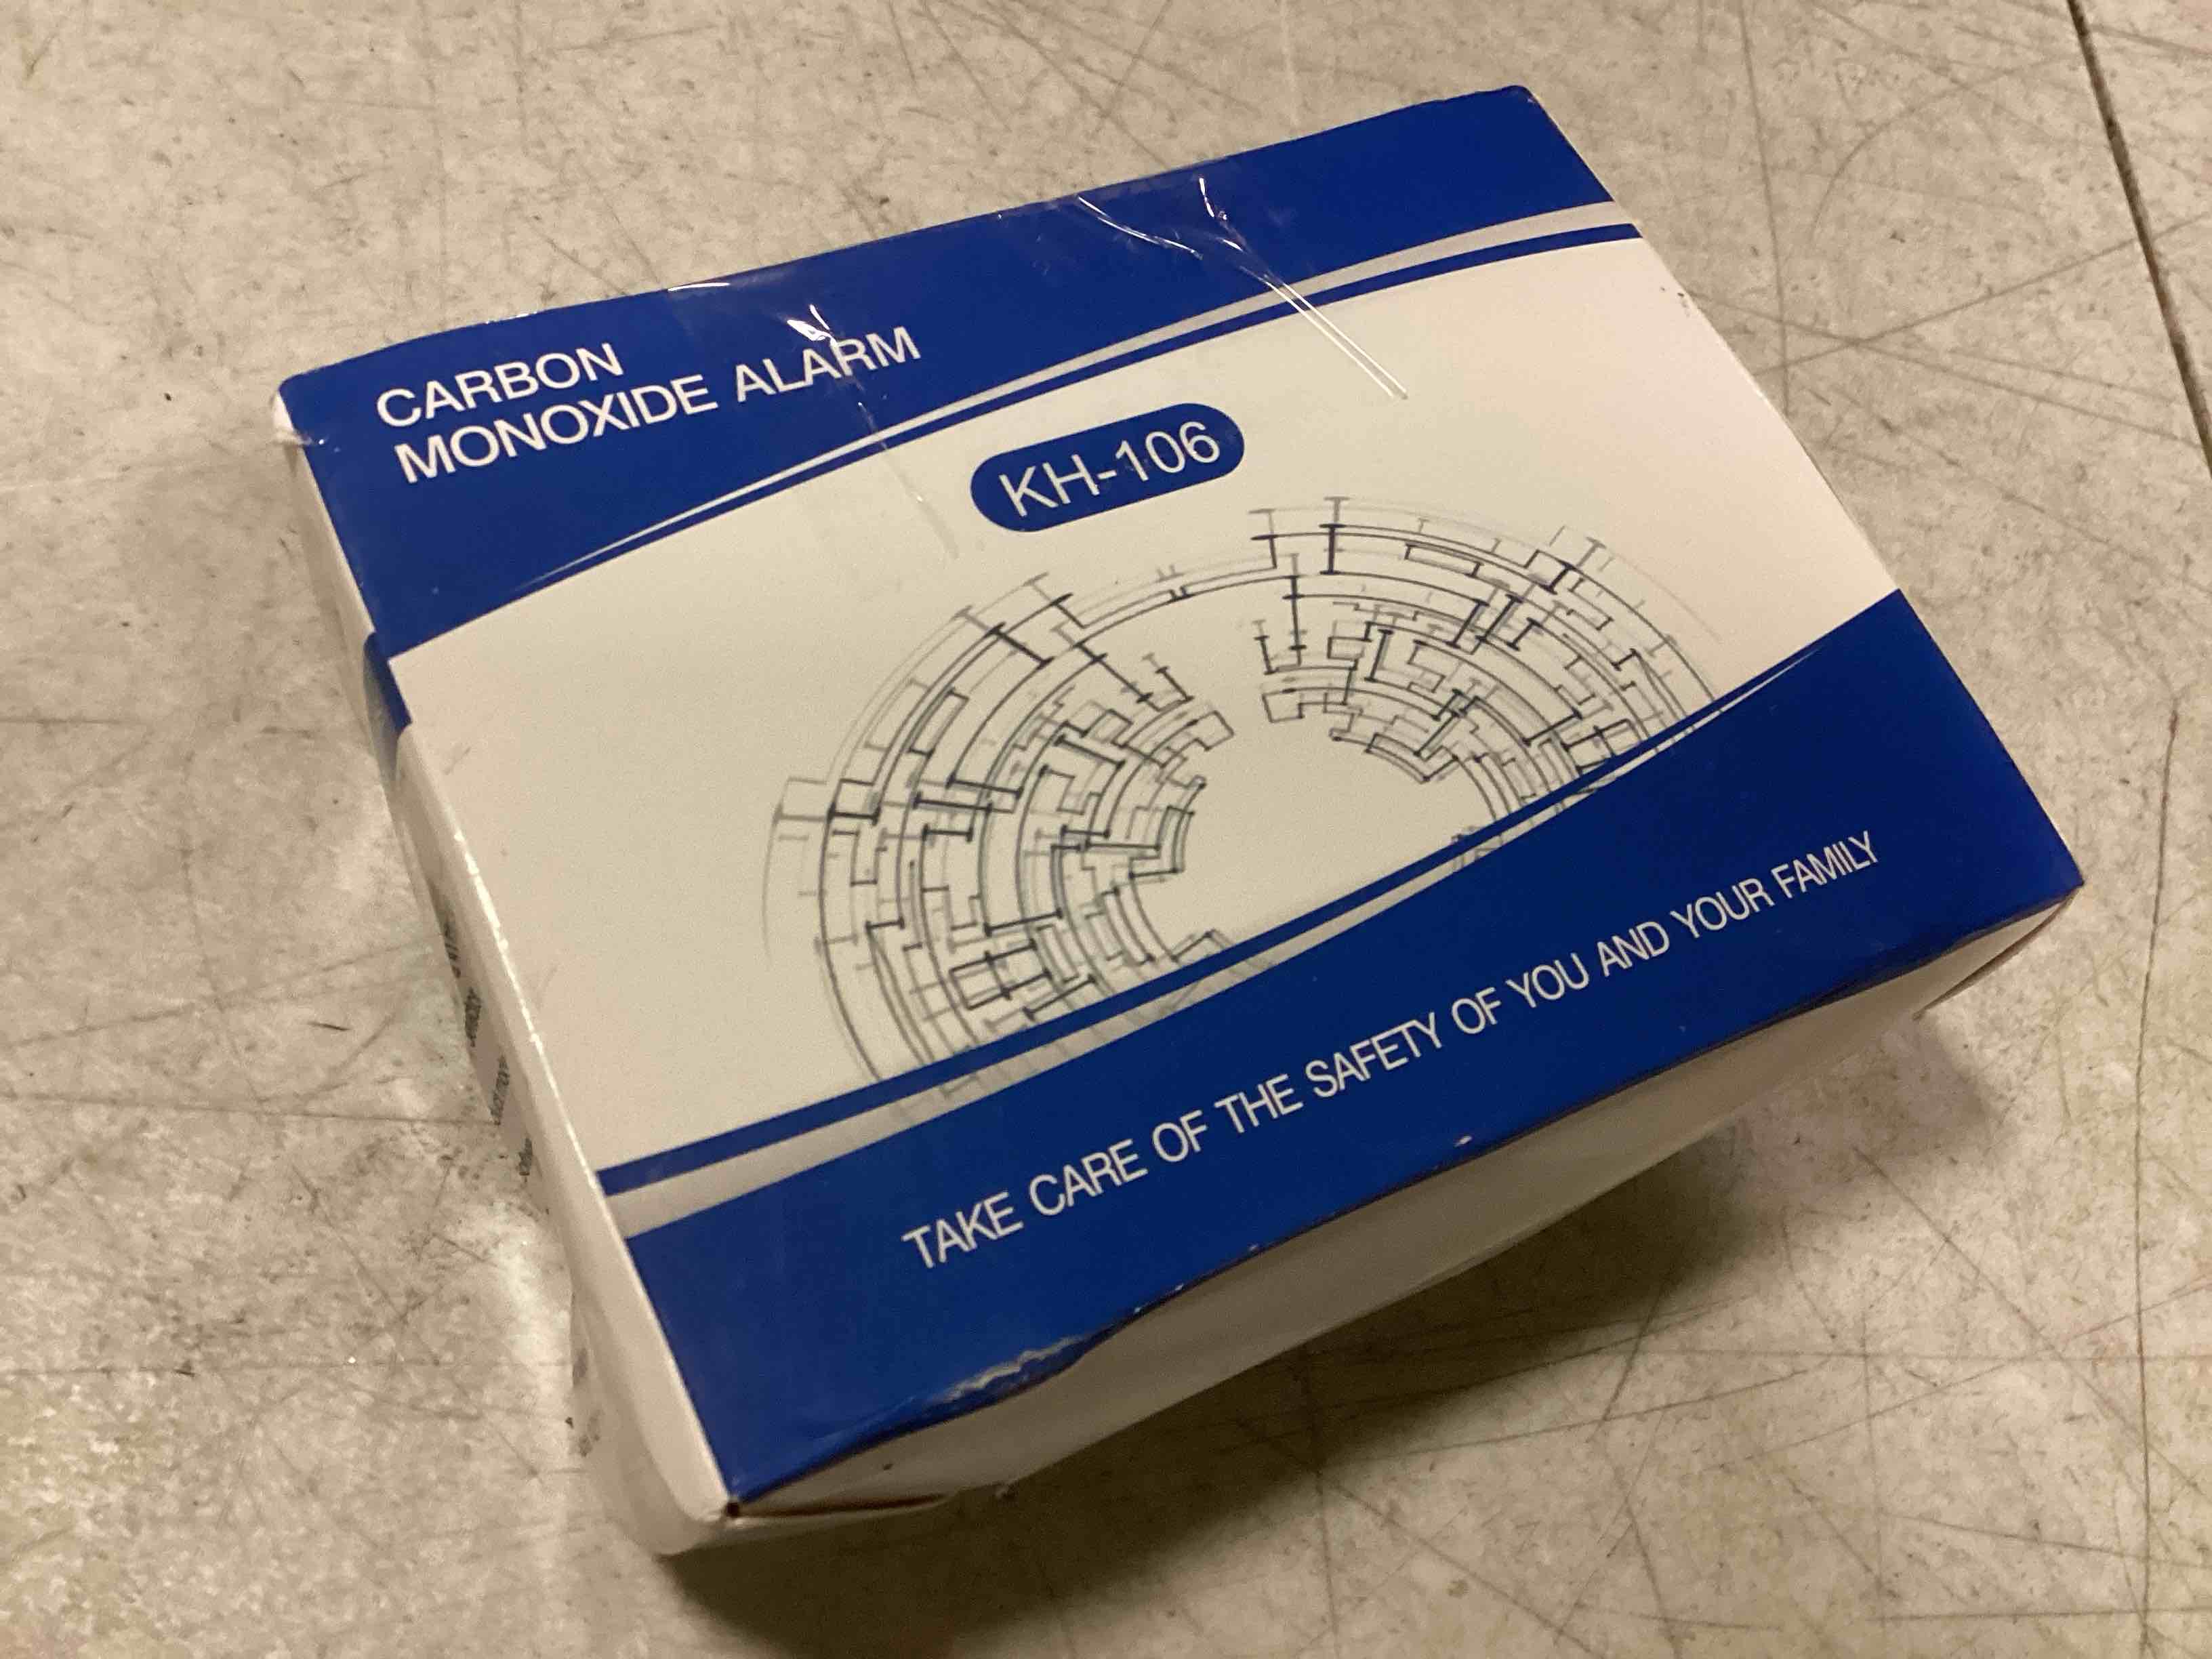 CARBON
MONOXIDE ALARM
KH-106
TAKE CARE OF THE SAFETY OF YOU AND YOUR FAMILY